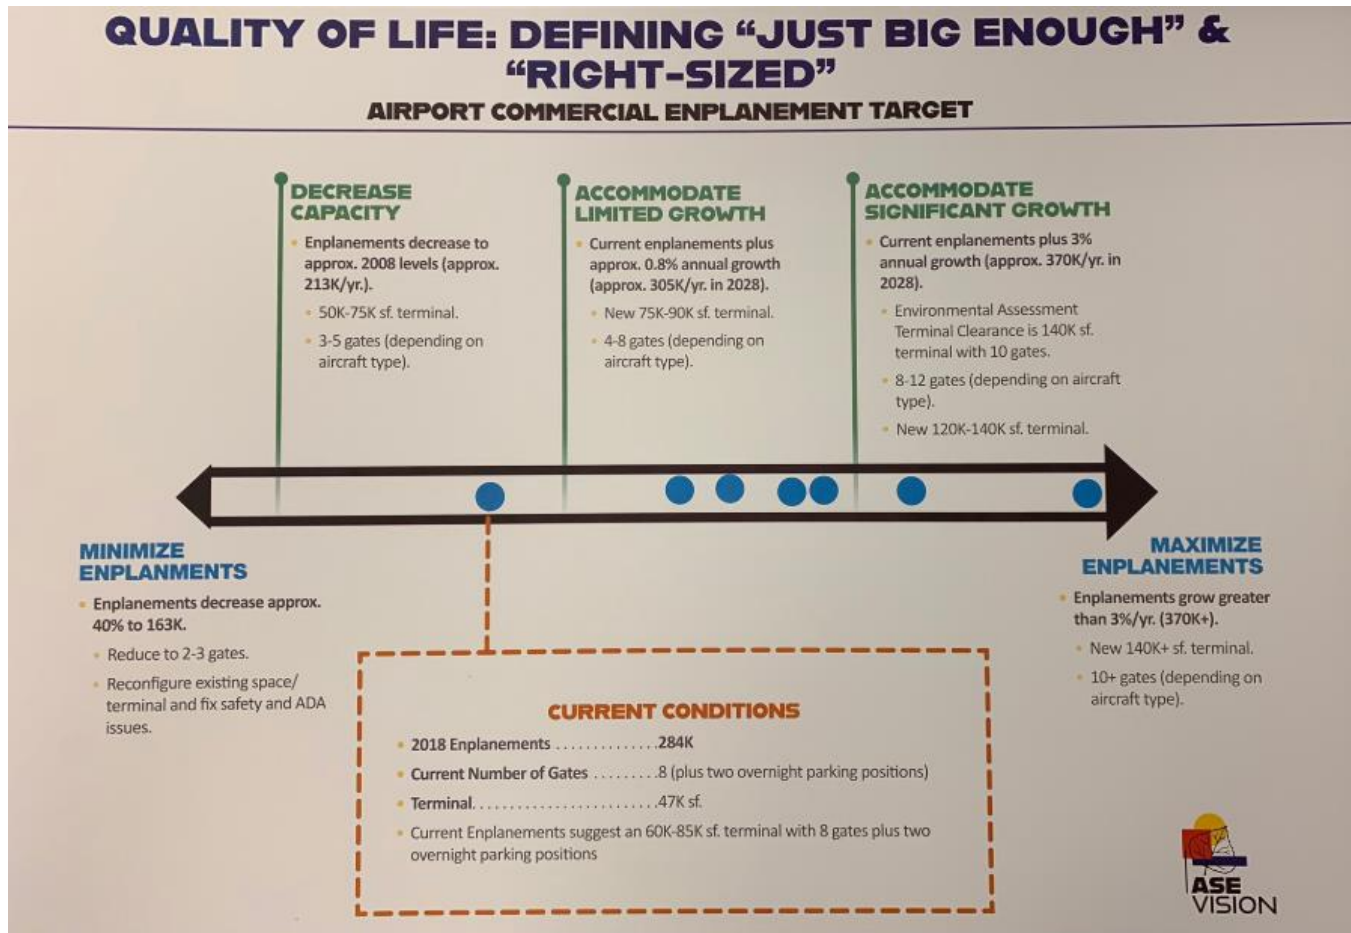 QUALITY OF LIFE: DEFINING “JUST BIG ENOUGH” &
“RIGHT-SIZED”
AIRPORT COMMERCIAL ENPLANEMENT TARGET
DECREASE
CAPACITY
• Enplanements decrease to
approx. 2008 levels (approx.
213K/yr.).
• 50K-75K sf. terminal.
• 3-5 gates (depending on
aircraft type).
ACCOMMODATE
LIMITED GROWTH
• Current enplanements plus
approx. 0.8% annual growth
(approx. 305K/yr. in 2028).
• New 75K-90K sf. terminal.
• 4-8 gates (depending on
aircraft type).
ACCOMMODATE
SIGNIFICANT GROWTH
• Current enplanements plus 3%
annual growth (approx. 370K/yr. in
2028).
• Environmental Assessment
Terminal Clearance is 140K sf.
terminal with 10 gates.
• 8-12 gates (depending on aircraft
type).
• New 120K-140K sf. terminal.
MINIMIZE
ENPLANMENTS
• Enplanements decrease approx.
40% to 163K.
• Reduce to 2-3 gates.
• Reconfigure existing space/
terminal and fix safety and ADA
issues.
MAXIMIZE
ENPLANEMENTS
• Enplanements grow greater
than 3%/yr. (370K+).
• New 140K+ sf. terminal.
• 10+ gates (depending on
aircraft type).
CURRENT CONDITIONS
• 2018 Enplanements . . . . . . . . . . . . . .284K
• Current Number of Gates . . . . . . . . .8 (plus two overnight parking positions)
• Terminal. . . . . . . . . . . . . . . . . . . . . . . . .47K sf.
• Current Enplanements suggest an 60K-85K sf. terminal with 8 gates plus two
overnight parking positions
ASE
VISION